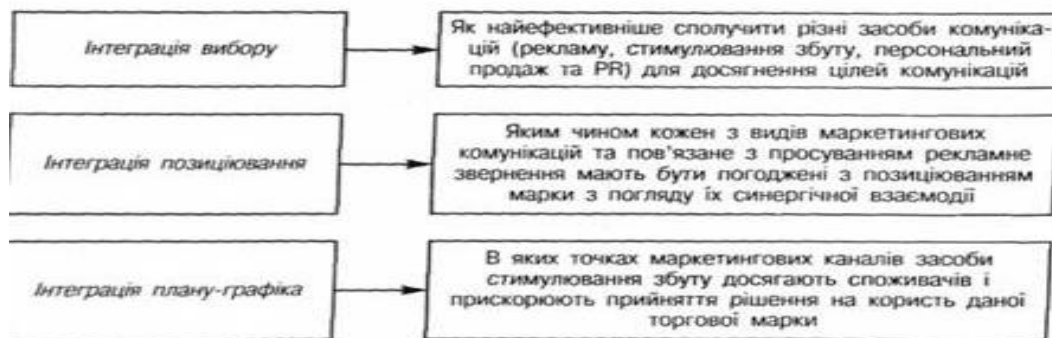 Інтеграція вибору
Як найефективніше сполучити різні засоби комуніка-
цій (рекламу, стимулювання збуту, персональний
продаж та PR) для досягнення цілей комунікацій
Інтеграція позиціювання
Яким чином кожен з видів маркетингових
комунікацій та пов'язане з просуванням рекламне
звернення мають бути погоджені з позиціюванням
марки з погляду їх синергічної взаємодії
Інтеграція плану-графіка
В яких точках маркетингових каналів засоби
стимулювання збуту досягають споживачів і
прискорюють прийняття рішення на користь даної
торгової марки